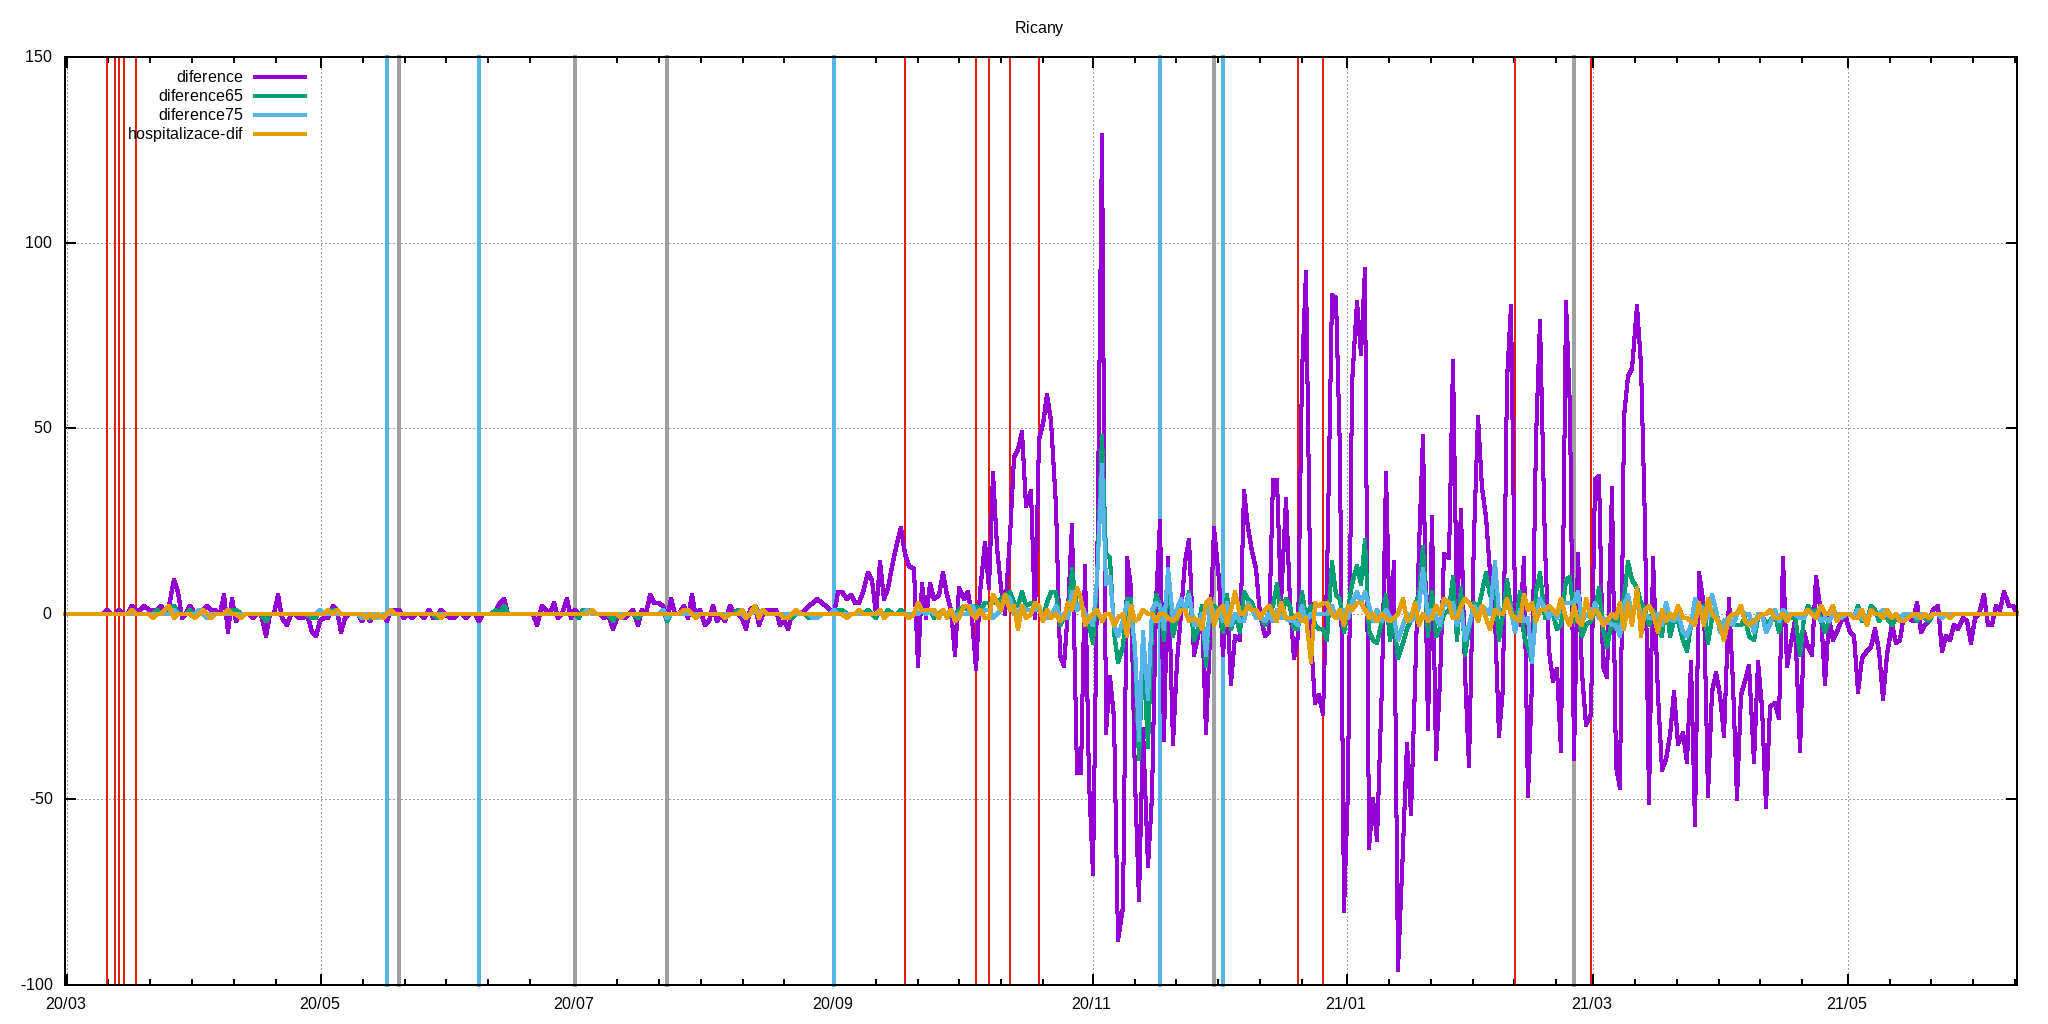 Ricany
150
100
50
0
-50
-100
diference
diference65
diference75
hospitalizace-dif
20/03 20/05 20/07 20/09 20/11 21/01 21/03 21/05